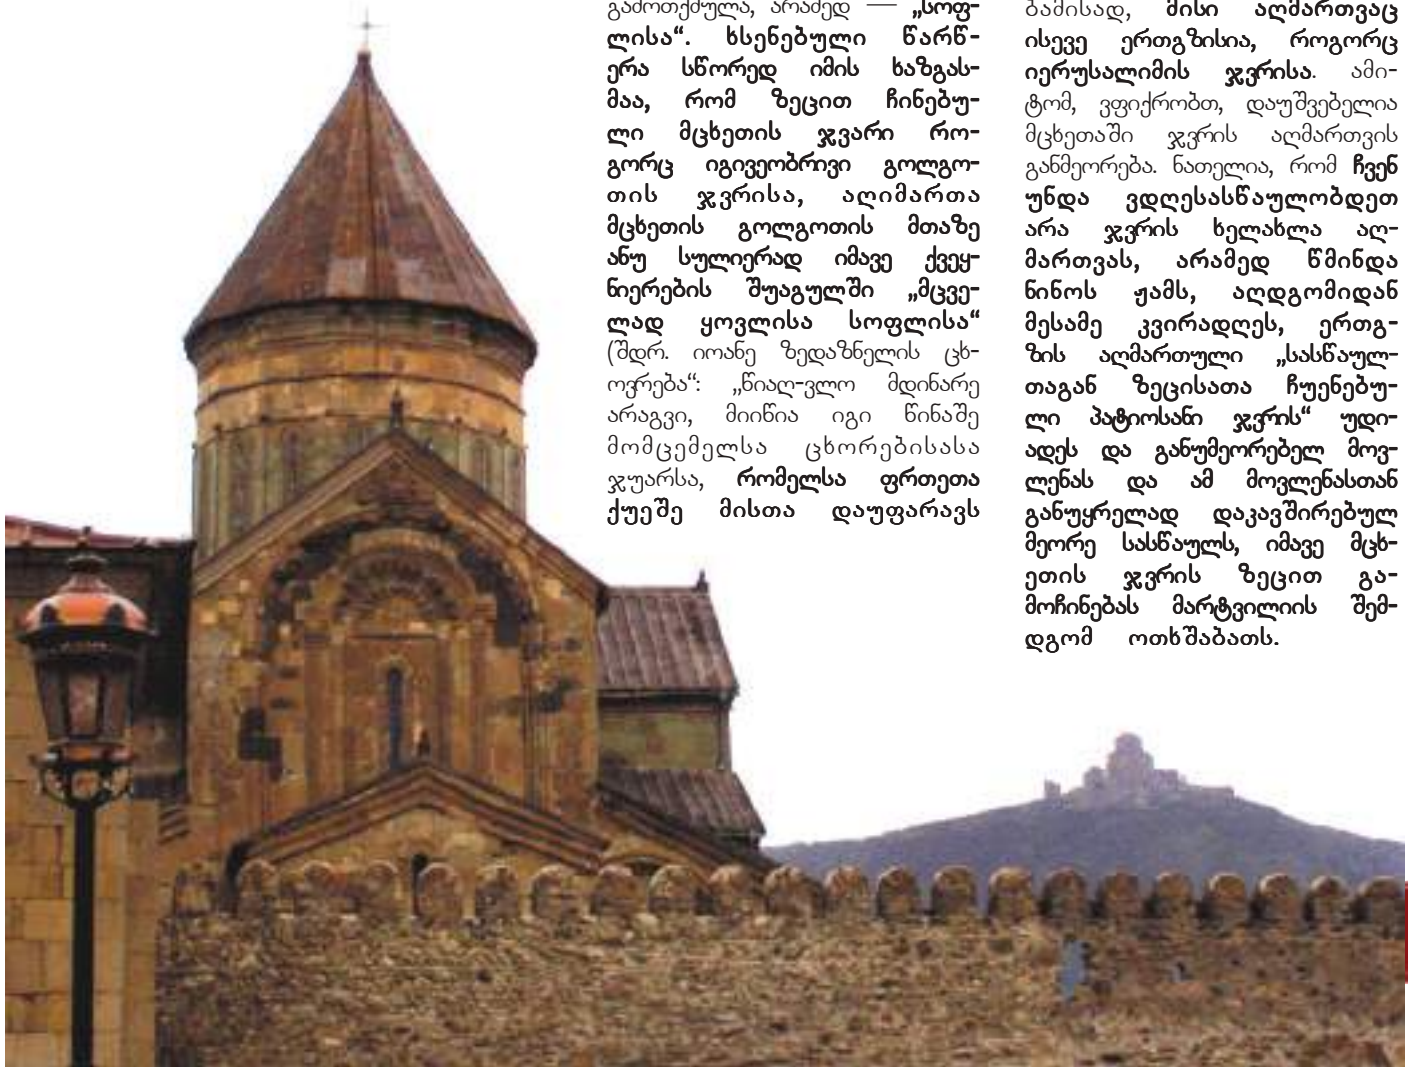 გამოთქმულა, არამედ — „სოფ-
ლისა“. ხსენებული წარწ-
ერა სწორედ იმის ხაზგას-
მაა, რომ ზეცით ჩინებუ-
ლი მცხეთის ჯვარი რო-
გორც იგივეობრივი გოლგო-
თის ჯვრისა, აღიმართა
მცხეთის გოლგოთის მთაზე
ანუ სულიერად იმავე ქვეყ-
ნიერების შუაგულში „მცვე-
ლად ყოვლისა სოფლისა“
(შდრ. იოანე ზედაზნელის ცხ-
ოვრება“: „წიაღ-ვლო მდინარე
არაგვი, მიიწია იგი წინაშე
მომცემელსა ცხორებისასა
ჯუარსა, რომელსა ფრთეთა
ქუეშე მისთა დაუფარავს
ბამისად, მისი აღმართვაც
ისევე ერთგზისია, როგორც
იერუსალიმის ჯვრისა. ამი-
ტომ, ვფიქრობთ, დაუშვებელია
მცხეთაში ჯვრის აღმართვის
განმეორება. ნათელია, რომ ჩვენ
უნდა ვდღესასწაულობდეთ
არა ჯვრის ხელახლა აღ-
მართვას, არამედ წმინდა
ნინოს ჟამს, აღდგომიდან
მესამე კვირადღეს, ერთგ-
ზის აღმართული „სასწაულ-
თაგან ზეცისათა ჩუენებუ-
ლი პატიოსანი ჯვრის“ უდი-
ადეს და განუმეორებელ მოვ-
ლენას და ამ მოვლენასთან
განუყრელად დაკავშირებულ
მეორე სასწაულს, იმავე მცხ-
ეთის ჯვრის ზეცით გა-
მოჩინებას მარტვილიის შემ-
დგომ ოთხშაბათს.